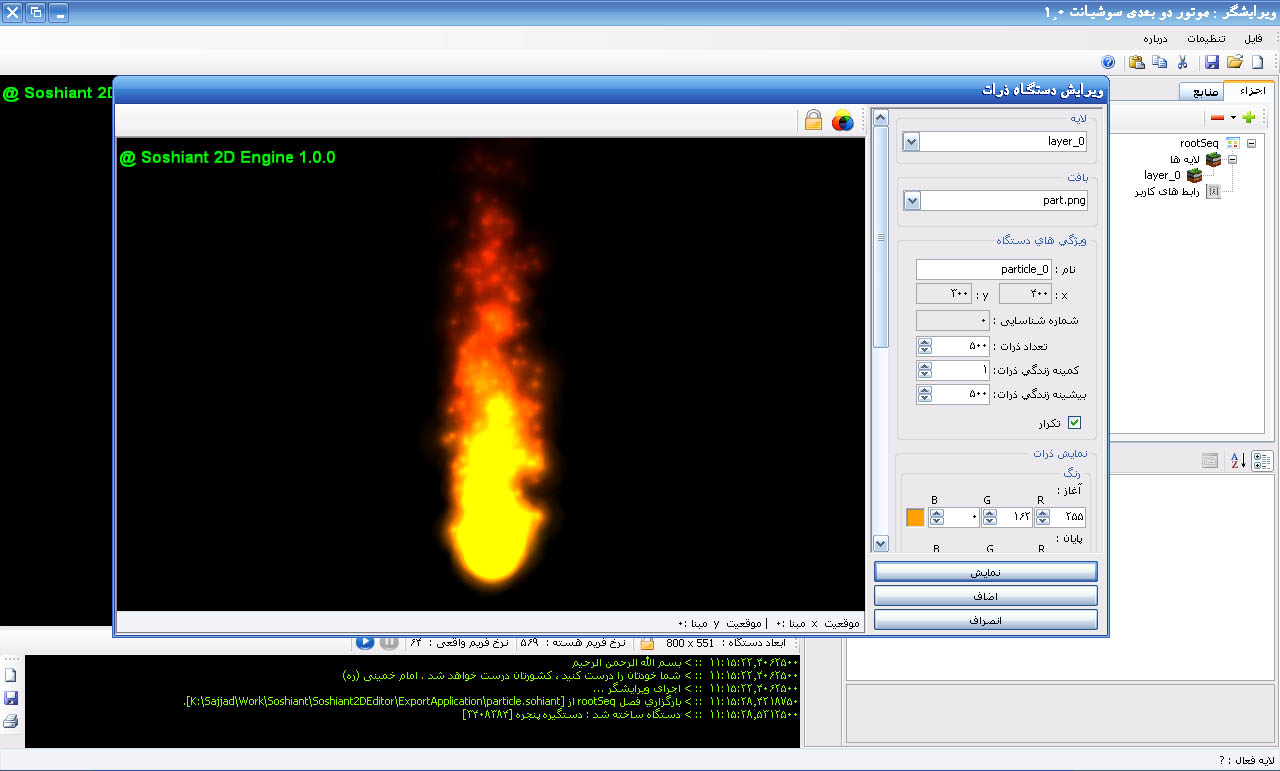 ویرایشگر : موتور دو بعدی سوشیانت ۱٫۰
فایل تنظیمات درباره
@ Soshiant 2D
اجزاء منابع
rootSeq
لایه ها
layer_0
رابط های کاربر
ویرایش دستگاه ذرات
@ Soshiant 2D Engine 1.0.0
لایه
layer_0
بافت
part.png
ویژگي هاي دستگاه
نام : particle_0
x : ۴۰۰ y : ۳۰۰
شماره شناسایی : ۰
تعداد ذرات : ۵۰۰
کمینه زندگي ذرات: ۱
بیشینه زندگي ذرات: ۵۰۰
تکرار
نمایش ذرات
رنگ
آغاز :
R G B
۲۵۵ ۱۶۲ ۰
پایان :
R G B
نمایش
اضاف
انصراف
موقعیت x مبنا :۰ | موقعیت y مبنا :۰
ابعاد دستگاه : 800 x 551 نرخ فریم هسته : ۵۶۹ نرخ فریم واقعی : ۶۴
۱۱:۱۵:۲۲,۴۰۶۲۵۰۰ :: > بسم الله الرحمن الرحیم
۱۱:۱۵:۲۲,۴۰۶۲۵۰۰ :: > شما خودتان را درست کنید ، کشورتان درست خواهد شد . امام خمینی (ره)
۱۱:۱۵:۲۲,۴۰۶۲۵۰۰ :: > اجرای ویرایشگر ...
۱۱:۱۵:۲۸,۴۲۱۸۷۵۰ :: > بارگزاري فصل rootSeq از [K:\Sajjad\Work\Soshiant\Soshiant2DEditor\ExportApplication\particle.sohiant].
۱۱:۱۵:۲۸,۵۳۱۲۵۰۰ :: > دستگاه ساخته شد : دستگیره پنجره [۳۴۰۸۳۸۴]
لایه فعال : ?